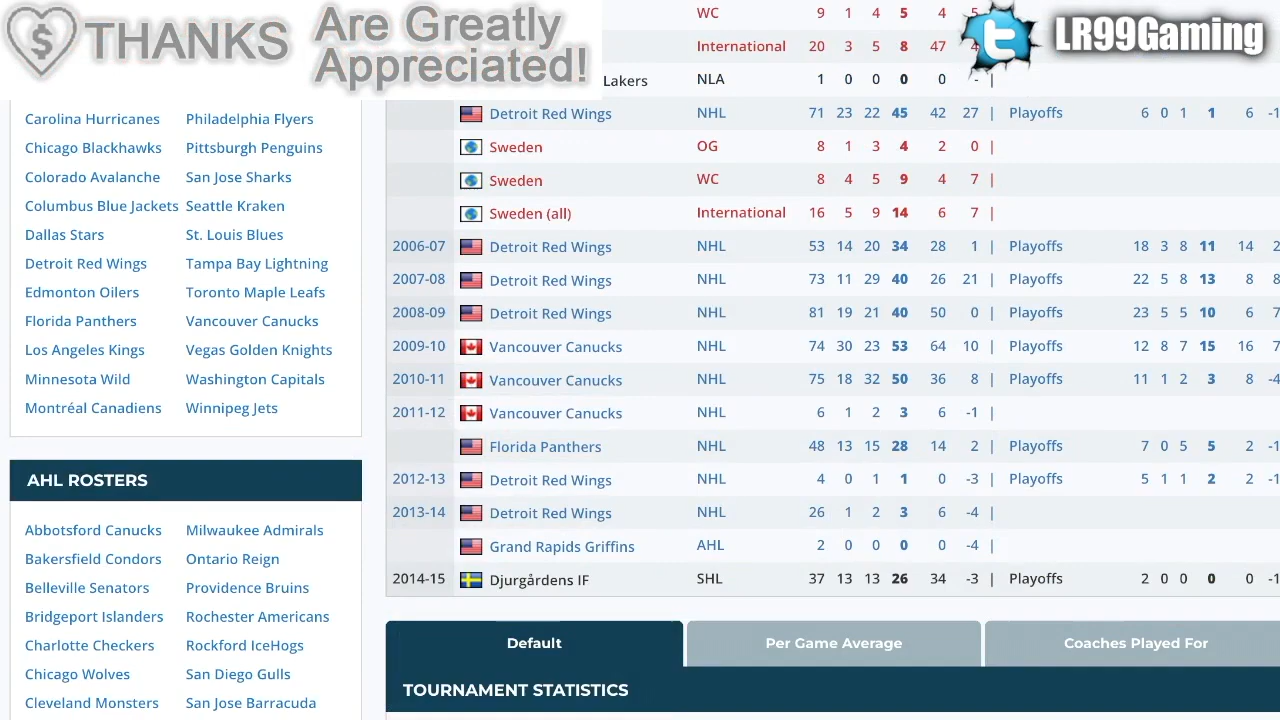 THANKS Are Greatly
Appreciated!
LR99Gaming
WC 9 1 4 5 4 5
International 20 3 5 8 47 4
Lakers NLA 1 0 0 0 0 - |
Detroit Red Wings NHL 71 23 22 45 42 27 | Playoffs 6 0 1 1 6 -1
Sweden OG 8 1 3 4 2 0 |
Sweden WC 8 4 5 9 4 7 |
Sweden (all) International 16 5 9 14 6 7 |
2006-07 Detroit Red Wings NHL 53 14 20 34 28 1 | Playoffs 18 3 8 11 14 2
2007-08 Detroit Red Wings NHL 73 11 29 40 26 21 | Playoffs 22 5 8 13 8 8
2008-09 Detroit Red Wings NHL 81 19 21 40 50 0 | Playoffs 23 5 5 10 6 7
2009-10 Vancouver Canucks NHL 74 30 23 53 64 10 | Playoffs 12 8 7 15 16 7
2010-11 Vancouver Canucks NHL 75 18 32 50 36 8 | Playoffs 11 1 2 3 8 -4
2011-12 Vancouver Canucks NHL 6 1 2 3 6 -1 |
Florida Panthers NHL 48 13 15 28 14 2 | Playoffs 7 0 5 5 2 -1
2012-13 Detroit Red Wings NHL 4 0 1 1 0 -3 | Playoffs 5 1 1 2 2 -1
2013-14 Detroit Red Wings NHL 26 1 2 3 6 -4 |
Grand Rapids Griffins AHL 2 0 0 0 0 -4 |
2014-15 Djurgårdens IF SHL 37 13 13 26 34 -3 | Playoffs 2 0 0 0 0 -1
Default Per Game Average Coaches Played For
TOURNAMENT STATISTICS
Carolina Hurricanes Philadelphia Flyers
Chicago Blackhawks Pittsburgh Penguins
Colorado Avalanche San Jose Sharks
Columbus Blue Jackets Seattle Kraken
Dallas Stars St. Louis Blues
Detroit Red Wings Tampa Bay Lightning
Edmonton Oilers Toronto Maple Leafs
Florida Panthers Vancouver Canucks
Los Angeles Kings Vegas Golden Knights
Minnesota Wild Washington Capitals
Montréal Canadiens Winnipeg Jets
AHL ROSTERS
Abbotsford Canucks Milwaukee Admirals
Bakersfield Condors Ontario Reign
Belleville Senators Providence Bruins
Bridgeport Islanders Rochester Americans
Charlotte Checkers Rockford IceHogs
Chicago Wolves San Diego Gulls
Cleveland Monsters San Jose Barracuda